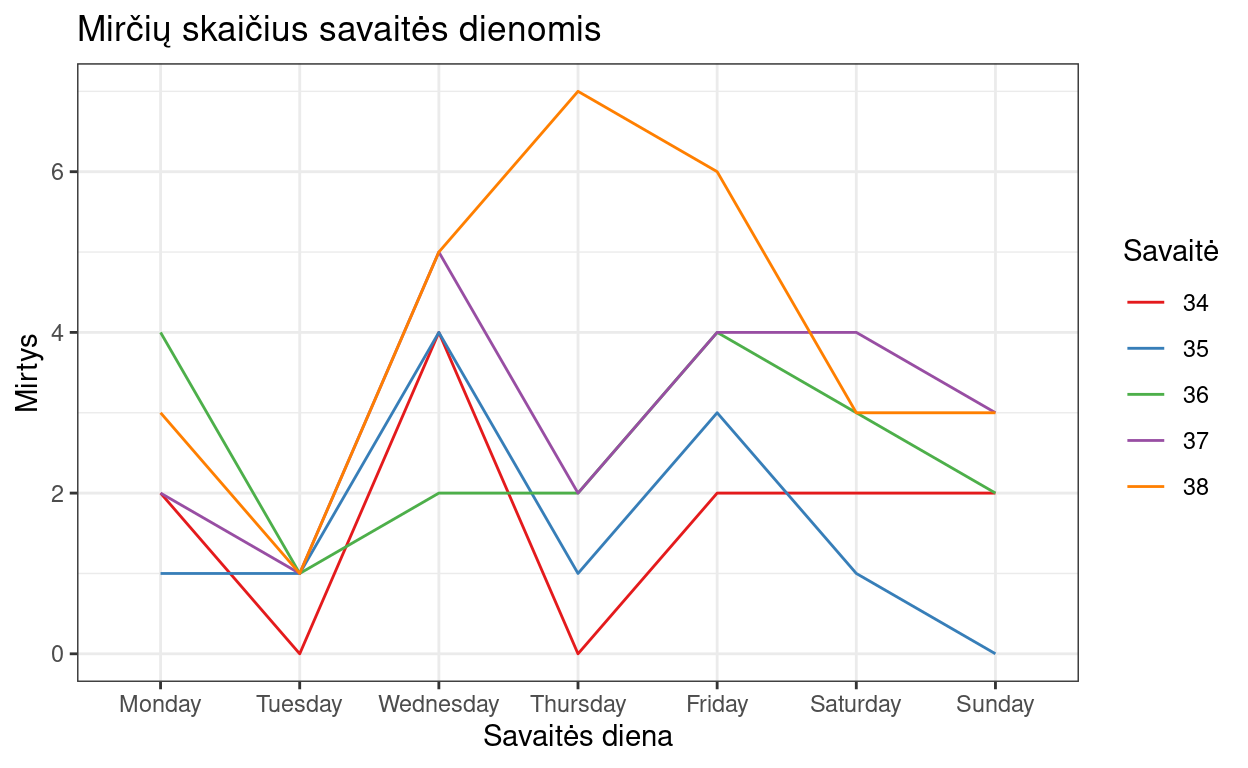 Mirčių skaičius savaitės dienomis
Mirtys
6
4
2
0
Monday Tuesday Wednesday Thursday Friday Saturday Sunday
Savaitės diena
Savaitė
34
35
36
37
38